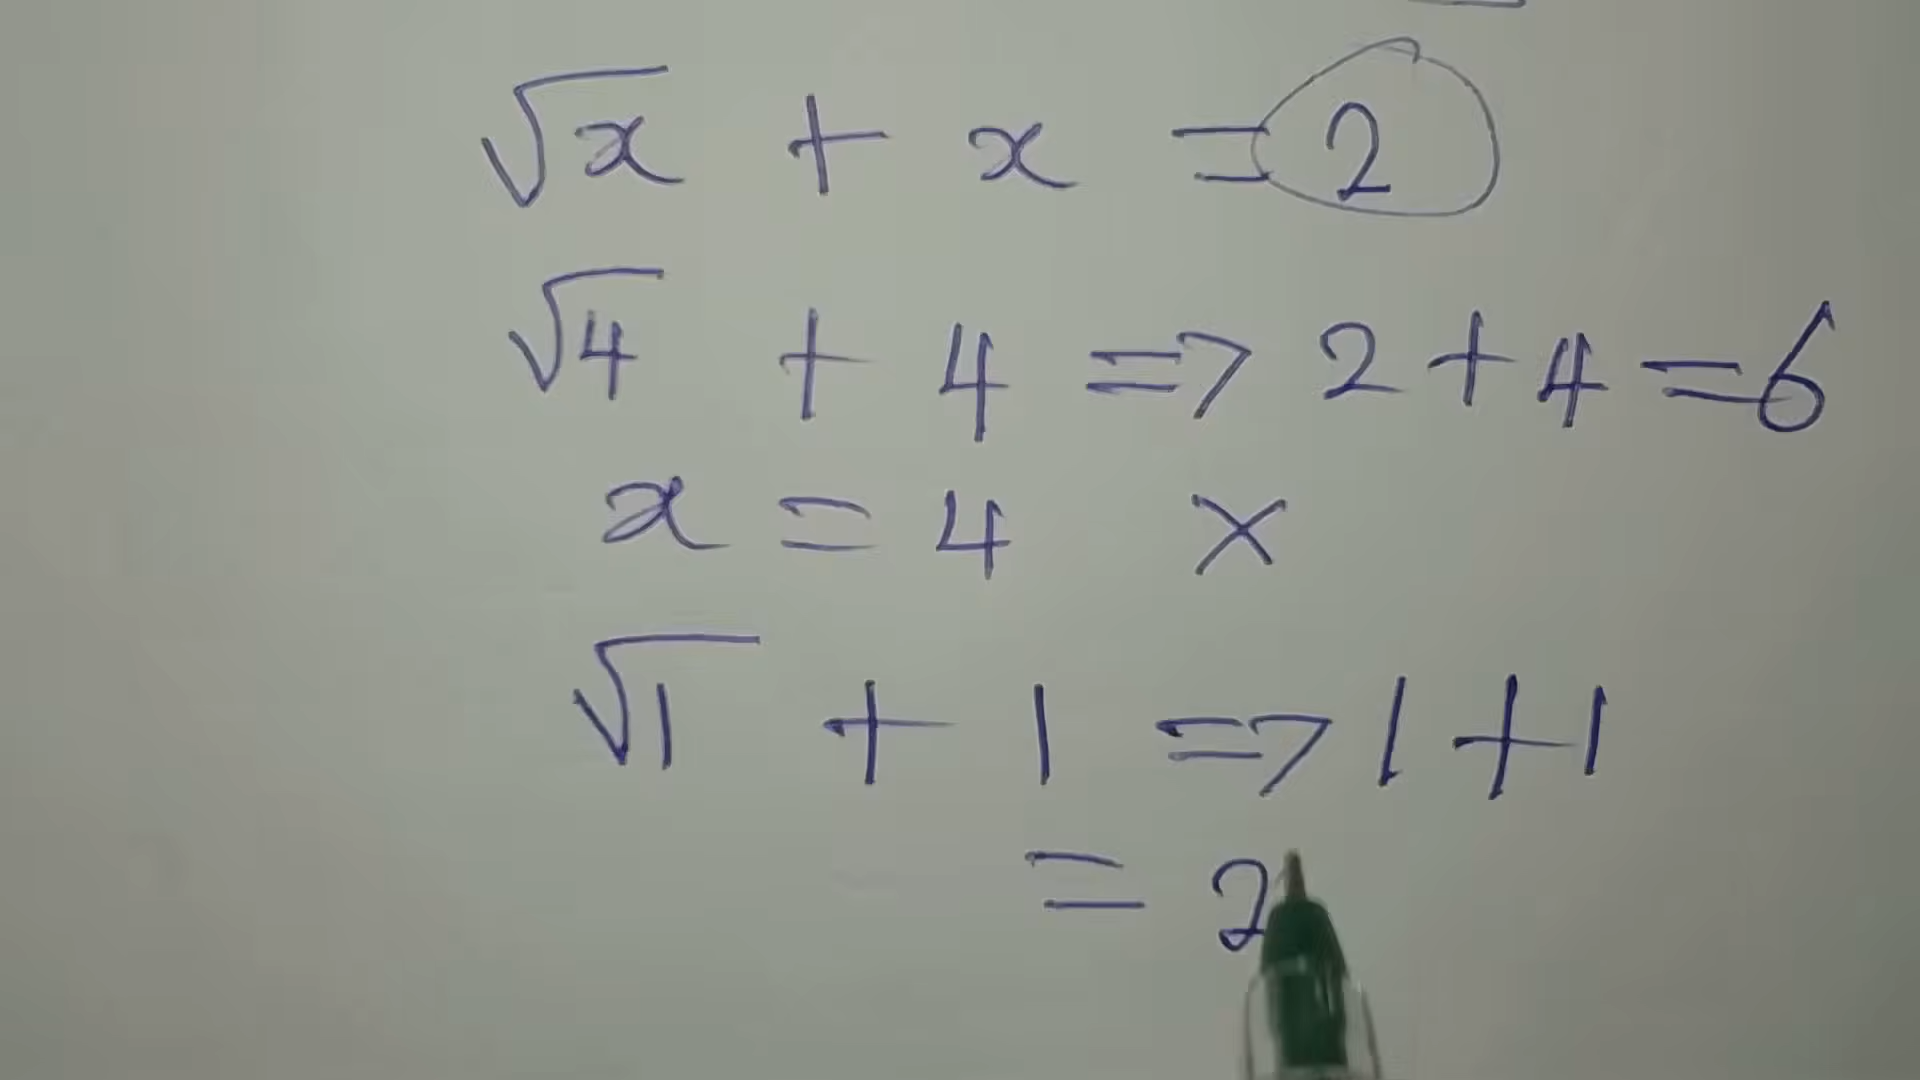 √x + x = 2
√4 + 4 => 2 + 4 = 6
x = 4 ×
√1 + 1 => 1 + 1
= 2